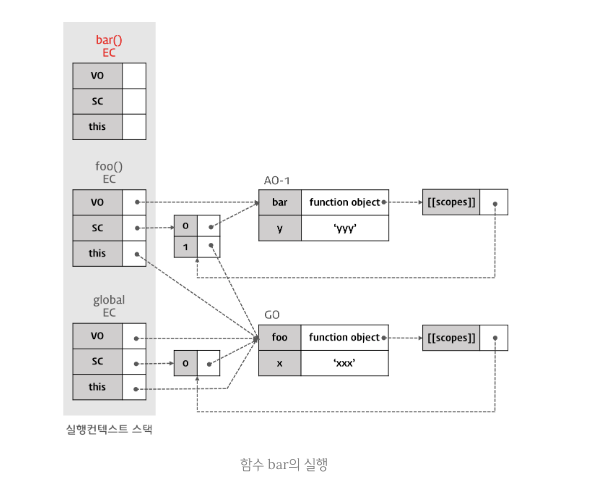 bar()
EC
VO
SC
this
foo()
EC
VO
SC
this
0
1
AO-1
bar function object
y 'yyy'
[[scopes]]
global
EC
VO
SC
this
0
GO
foo function object
x 'xxx'
[[scopes]]
실행컨텍스트 스택
함수 bar의 실행